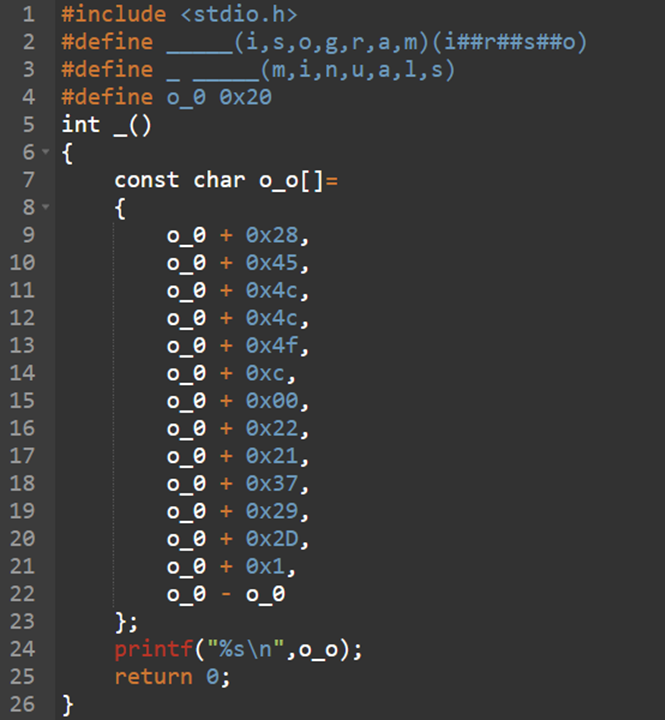 1 #include <stdio.h>
2 #define _____(i,s,o,g,r,a,m)(i##r##s##o)
3 #define _ _____(m,i,n,u,a,l,s)
4 #define o_0 0x20
5 int _()
6 {
7 const char o_o[]=
8 {
9 o_0 + 0x28,
10 o_0 + 0x45,
11 o_0 + 0x4c,
12 o_0 + 0x4c,
13 o_0 + 0x4f,
14 o_0 + 0xc,
15 o_0 + 0x00,
16 o_0 + 0x22,
17 o_0 + 0x21,
18 o_0 + 0x37,
19 o_0 + 0x29,
20 o_0 + 0x2D,
21 o_0 + 0x1,
22 o_0 - o_0
23 };
24 printf("%s\n",o_o);
25 return 0;
26 }